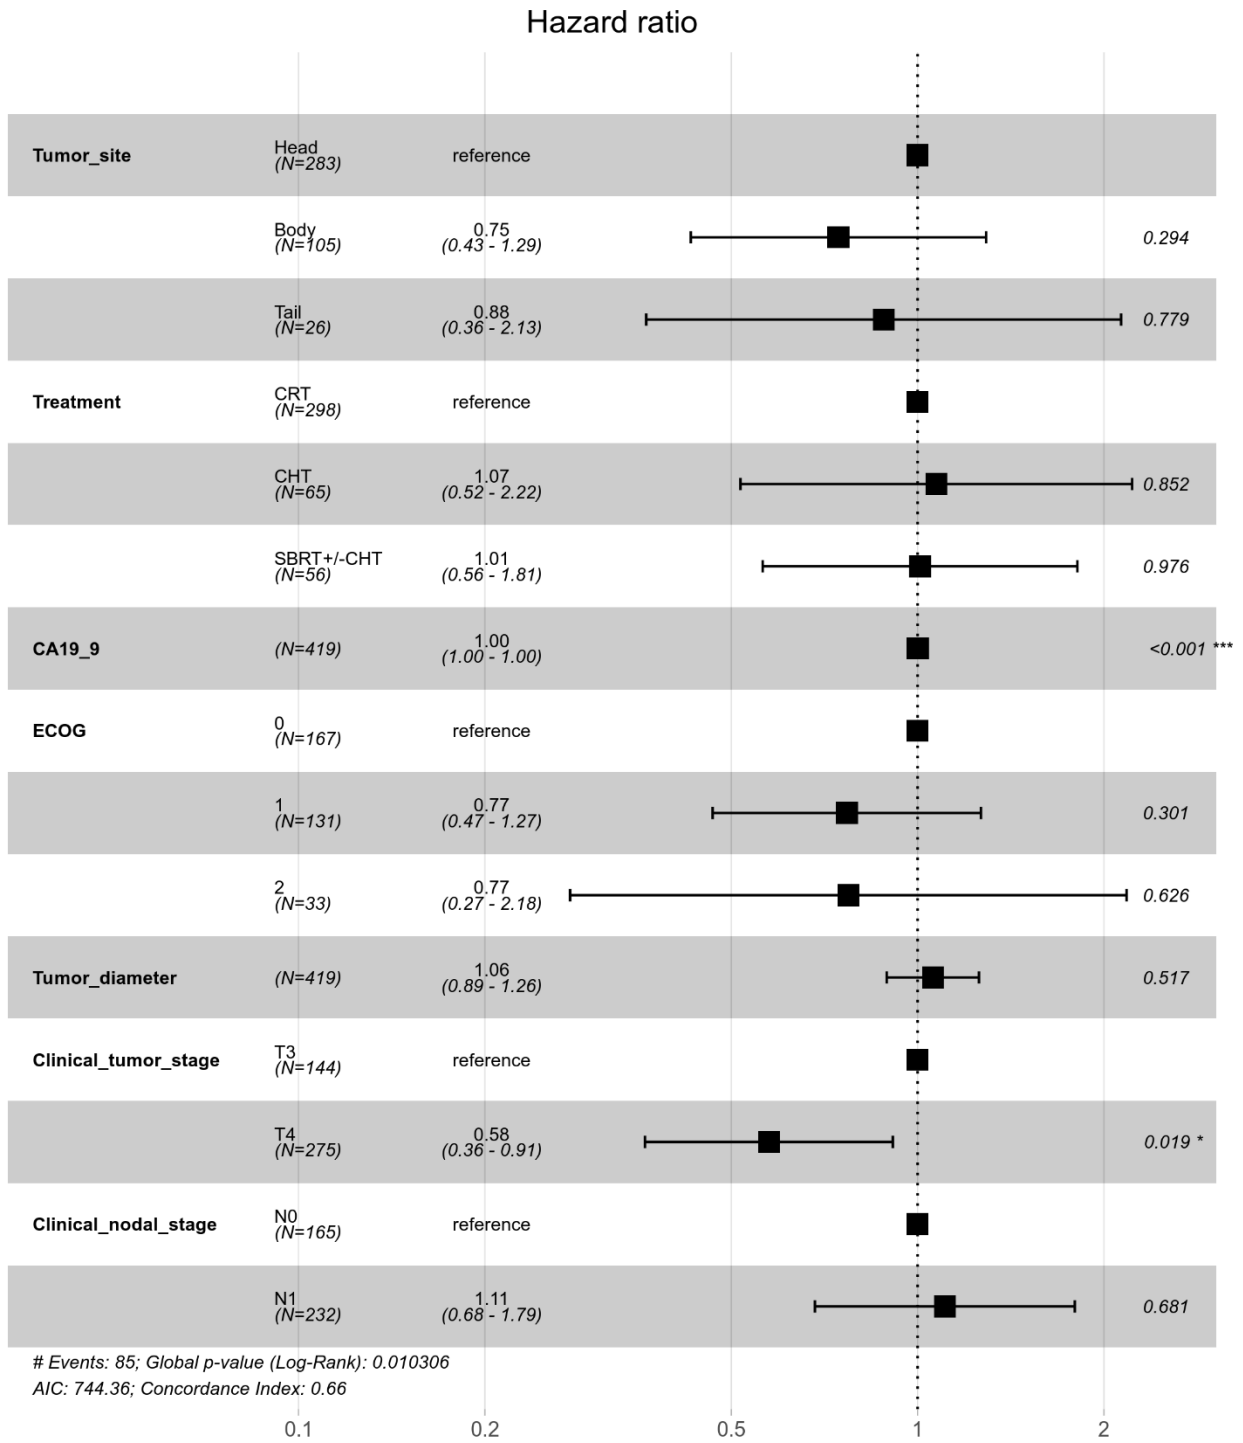 Hazard ratio
Tumor_site Head reference
(N=283)
Body 0.75 0.294
(N=105) (0.43 - 1.29)
Tail 0.88 0.779
(N=26) (0.36 - 2.13)
Treatment CRT reference
(N=298)
CHT 1.07 0.852
(N=65) (0.52 - 2.22)
SBRT+/-CHT 1.01 0.976
(N=56) (0.56 - 1.81)
CA19_9 (N=419) 1.00 <0.001 ***
(1.00 - 1.00)
ECOG 0 reference
(N=167)
1 0.77 0.301
(N=131) (0.47 - 1.27)
2 0.77 0.626
(N=33) (0.27 - 2.18)
Tumor_diameter (N=419) 1.06 0.517
(0.89 - 1.26)
Clinical_tumor_stage T3 reference
(N=144)
T4 0.58 0.019 *
(N=275) (0.36 - 0.91)
Clinical_nodal_stage N0 reference
(N=165)
N1 1.11 0.681
(N=232) (0.68 - 1.79)
# Events: 85; Global p-value (Log-Rank): 0.010306
AIC: 744.36; Concordance Index: 0.66
0.1 0.2 0.5 1 2